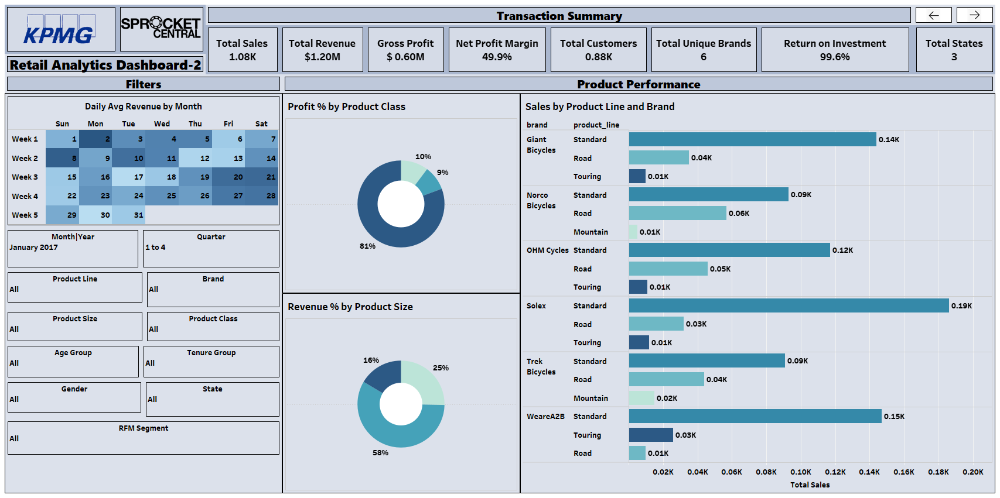 KPMG
SPROCKET
CENTRAL
Retail Analytics Dashboard-2
Transaction Summary
← →
Total Sales
1.08K
Total Revenue
$1.20M
Gross Profit
$ 0.60M
Net Profit Margin
49.9%
Total Customers
0.88K
Total Unique Brands
6
Return on Investment
99.6%
Total States
3
Filters
Daily Avg Revenue by Month
Sun Mon Tue Wed Thu Fri Sat
Week 1 1 2 3 4 5 6 7
Week 2 8 9 10 11 12 13 14
Week 3 15 16 17 18 19 20 21
Week 4 22 23 24 25 26 27 28
Week 5 29 30 31
Month|Year
January 2017
Quarter
1 to 4
Product Line
All
Brand
All
Product Size
All
Product Class
All
Age Group
All
Tenure Group
All
Gender
All
State
All
RFM Segment
All
Product Performance
Profit % by Product Class
10%
9%
81%
Revenue % by Product Size
16%
25%
58%
Sales by Product Line and Brand
brand product_line
Giant
Bicycles
Standard 0.14K
Road 0.04K
Touring 0.01K
Norco
Bicycles
Standard 0.09K
Road 0.06K
Mountain 0.01K
OHM Cycles Standard 0.12K
Road 0.05K
Touring 0.01K
Solex Standard 0.19K
Road 0.03K
Touring 0.01K
Trek
Bicycles
Standard 0.09K
Road 0.04K
Mountain 0.02K
WeareA2B Standard 0.15K
Touring 0.03K
Road 0.01K
0.02K 0.04K 0.06K 0.08K 0.10K 0.12K 0.14K 0.16K 0.18K 0.20K
Total Sales